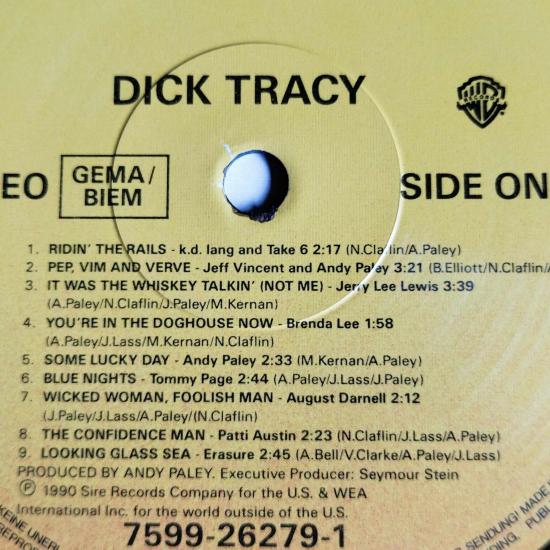 DICK TRACY
EO
GEMA/
BIEM
SIDE ON
1. RIDIN' THE RAILS - k.d. lang and Take 6 2:17 (N.Claflin/A.Paley)
2. PEP, VIM AND VERVE - Jeff Vincent and Andy Paley 3:21 (B.Elliott/N.Claflin/A
3. IT WAS THE WHISKEY TALKIN' (NOT ME) - Jerry Lee Lewis 3:39
(A.Paley/N.Claflin/J.Paley/M.Kernan)
4. YOU'RE IN THE DOGHOUSE NOW - Brenda Lee 1:58
(A.Paley/J.Lass/M.Kernan/N.Claflin)
5. SOME LUCKY DAY - Andy Paley 2:33 (M.Kernan/A.Paley)
6. BLUE NIGHTS - Tommy Page 2:44 (A.Paley/J.Lass/J.Paley)
7. WICKED WOMAN, FOOLISH MAN - August Darnell 2:12
(J.Paley/J.Lass/A.Paley/(N.Claflin)
8. THE CONFIDENCE MAN - Patti Austin 2:23 (N.Claflin/J.Lass/A.Paley)
9. LOOKING GLASS SEA - Erasure 2:45 (A.Bell/V.Clarke/A.Paley/J.Lass)
PRODUCED BY ANDY PALEY. Executive Producer: Seymour Stein
℗ 1990 Sire Records Company for the U.S. & WEA
International Inc. for the world outside of the U.S.
7599-26279-1
KEINE UNER
REPRO
SENDUNG! MADE
ING. PUBL